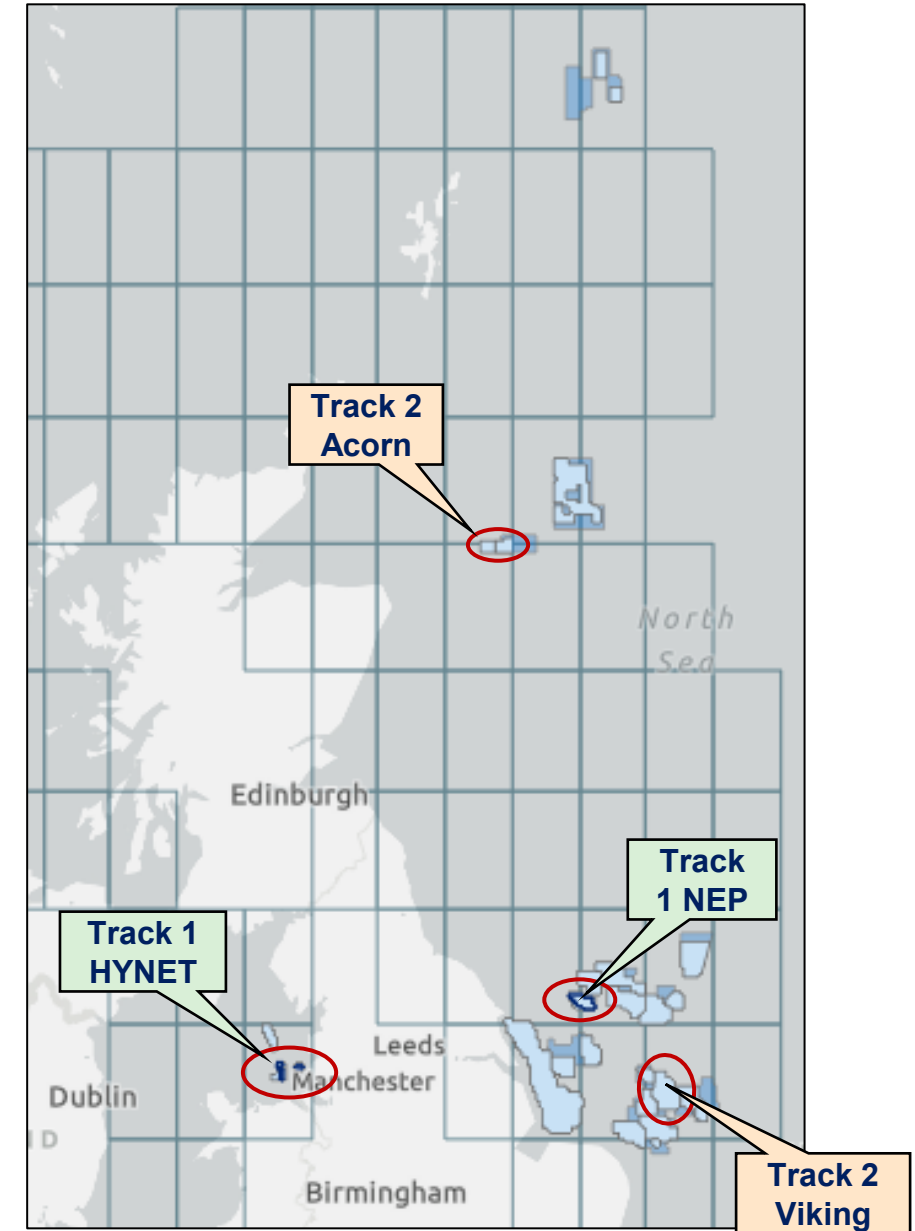 Track 2
Acorn
North
Sea
Edinburgh
Track
1 NEP
Track 1
HYNET
Leeds
Manchester
Dublin
N D
Birmingham
Track 2
Viking